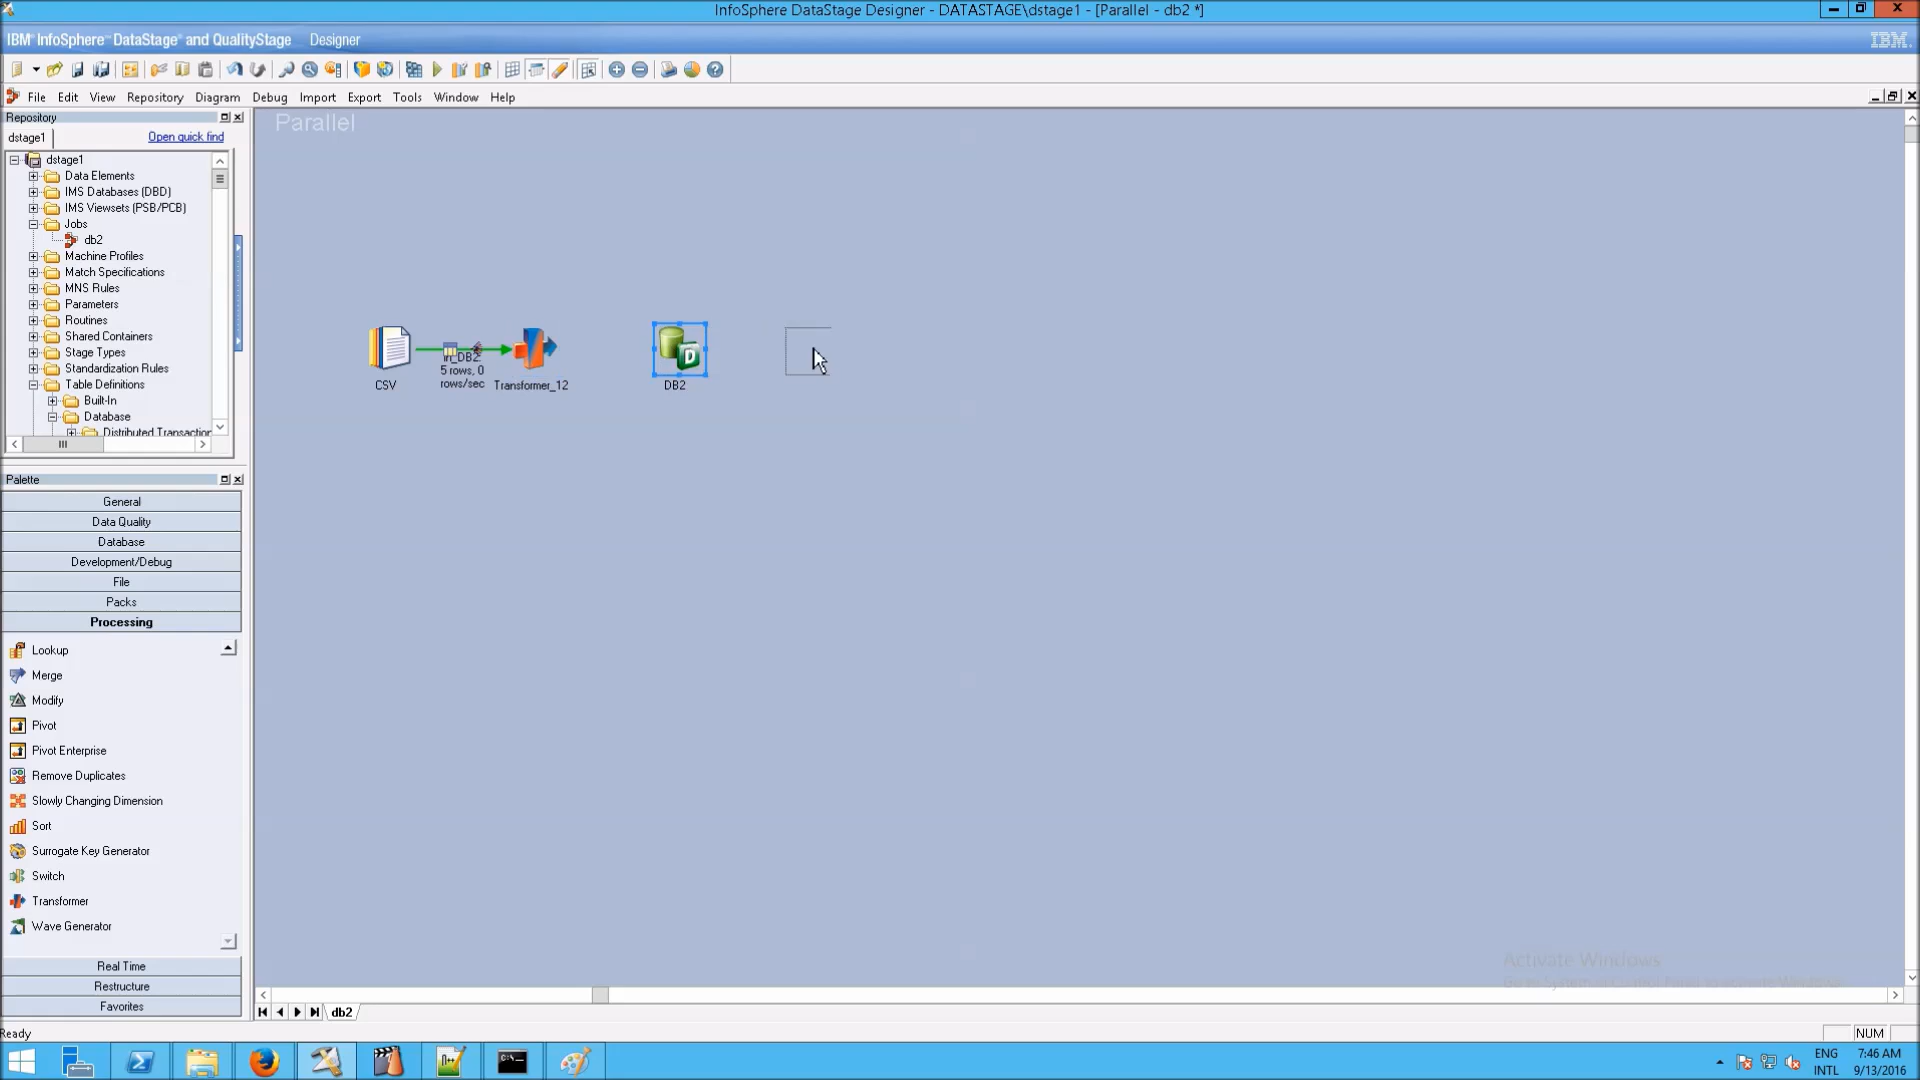 InfoSphere DataStage Designer - DATASTAGE\dstage1 - [Parallel - db2 *]
IBM® InfoSphere™ DataStage® and QualityStage Designer
IBM.
File Edit View Repository Diagram Debug Import Export Tools Window Help
Repository
dstage1
Open quick find
dstage1
Data Elements
IMS Databases (DBD)
IMS Viewsets (PSB/PCB)
Jobs
db2
Machine Profiles
Match Specifications
MNS Rules
Parameters
Routines
Shared Containers
Stage Types
Standardization Rules
Table Definitions
Built-In
Database
Distributed Transaction
Parallel
In_DB2:
5 rows, 0
rows/sec
CSV
Transformer_12
DB2
Palette
General
Data Quality
Database
Development/Debug
File
Packs
Processing
Lookup
Merge
Modify
Pivot
Pivot Enterprise
Remove Duplicates
Slowly Changing Dimension
Sort
Surrogate Key Generator
Switch
Transformer
Wave Generator
Real Time
Restructure
Favorites
Activate Windows
db2
Ready
NUM
ENG
INTL
7:46 AM
9/13/2016